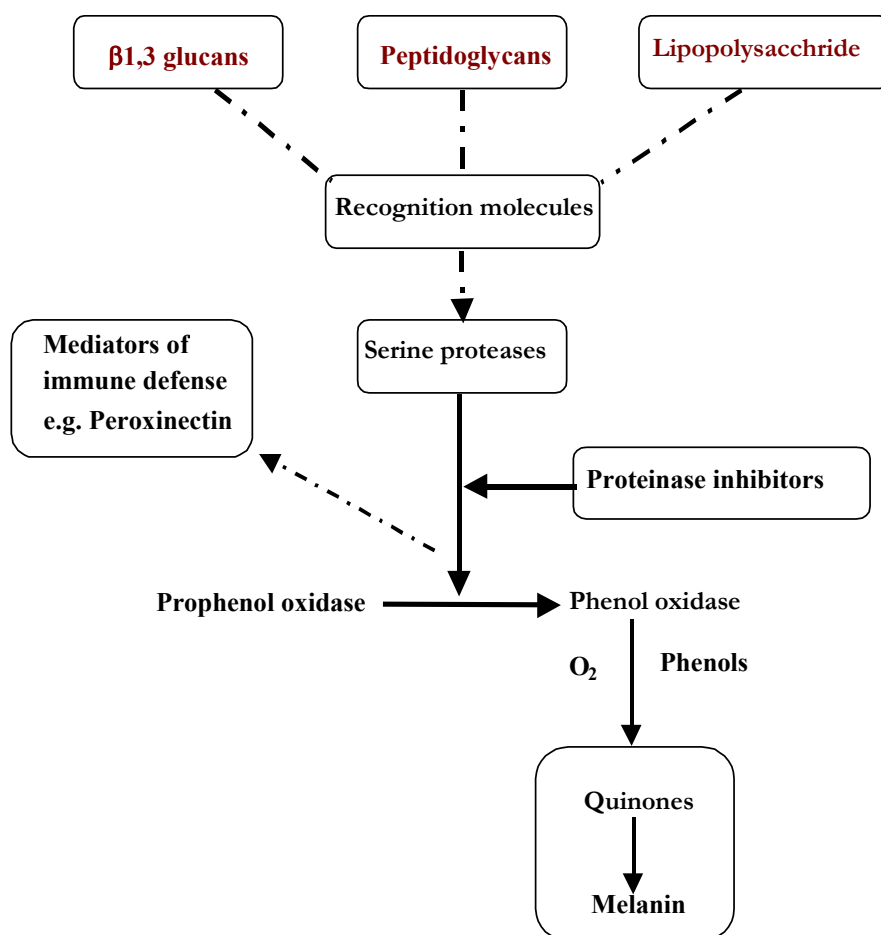 β1,3 glucans
Peptidoglycans
Lipopolysacchride
Recognition molecules
Mediators of
immune defense
e.g. Peroxinectin
Serine proteases
Proteinase inhibitors
Prophenol oxidase
Phenol oxidase
O₂
Phenols
Quinones
Melanin